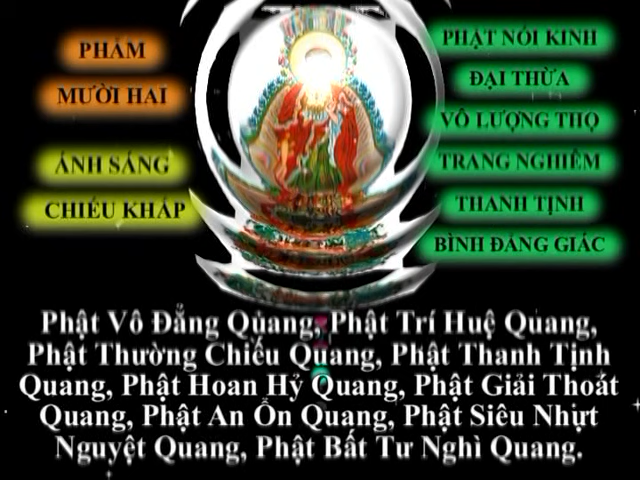 PHẨM
MƯỜI HAI
ÁNH SÁNG
CHIẾU KHẮP
PHẬT NÓI KINH
ĐẠI THỪA
VÔ LƯỢNG THỌ
TRANG NGHIÊM
THANH TỊNH
BÌNH ĐẲNG GIÁC
Phật Vô Đẳng Quang, Phật Trí Huệ Quang,
Phật Thường Chiếu Quang, Phật Thanh Tịnh
Quang, Phật Hoan Hỷ Quang, Phật Giải Thoát
Quang, Phật An Ổn Quang, Phật Siêu Nhựt
Nguyệt Quang, Phật Bất Tư Nghì Quang.